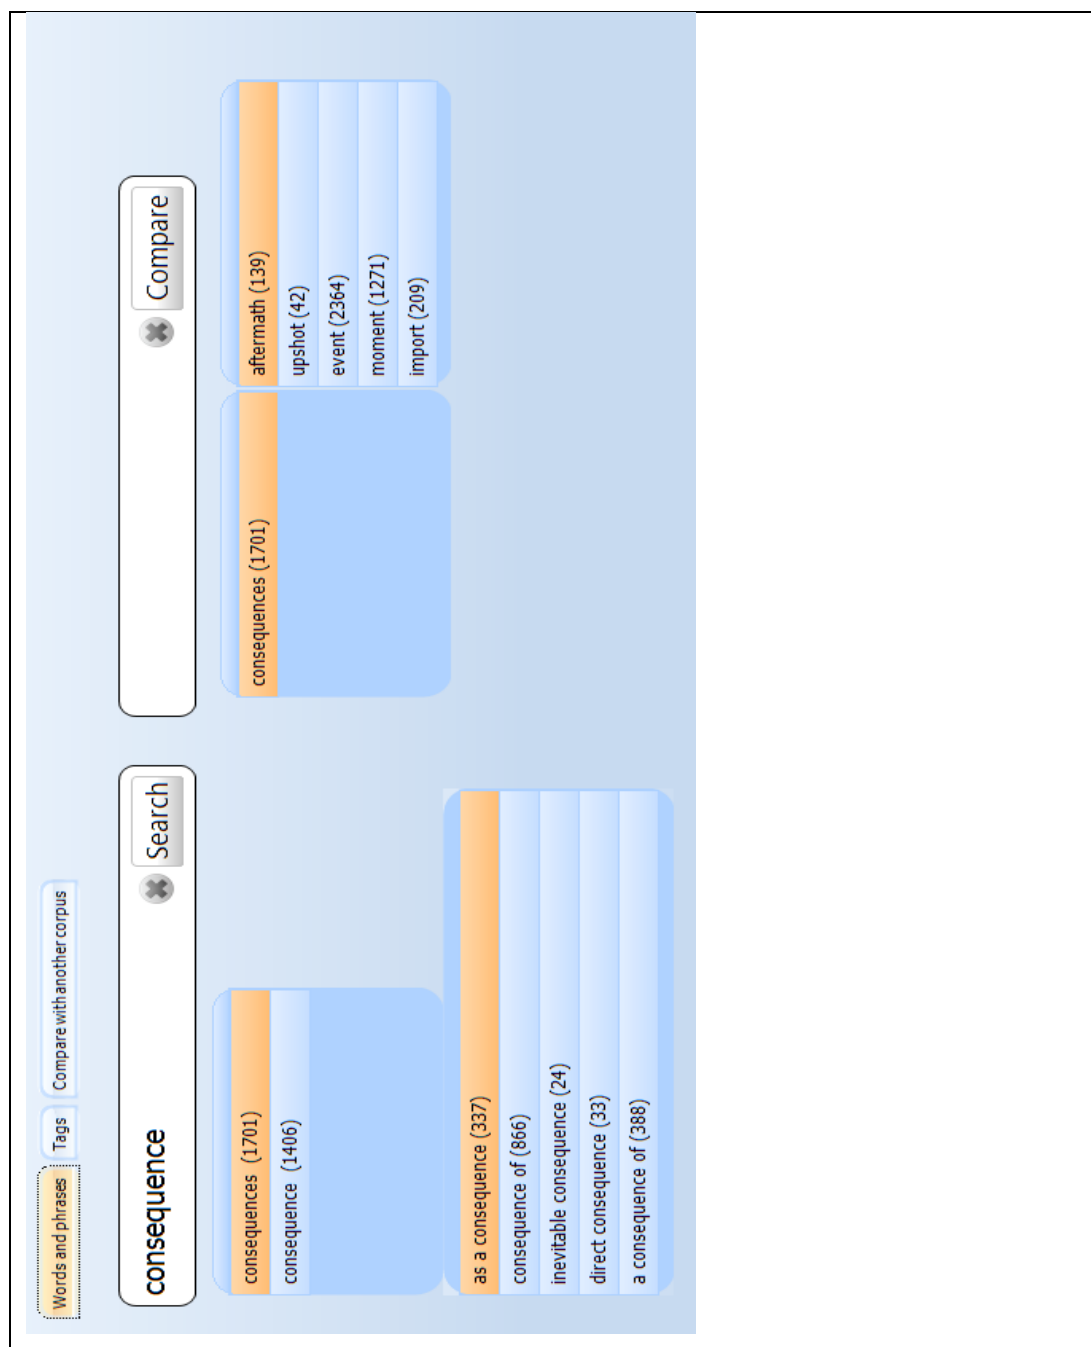 Words and phrases
Tags
Compare with another corpus
consequence
Search
Compare
consequences (1701)
consequence (1406)
as a consequence (337)
consequence of (866)
inevitable consequence (24)
direct consequence (33)
a consequence of (388)
consequences (1701)
aftermath (139)
upshot (42)
event (2364)
moment (1271)
import (209)